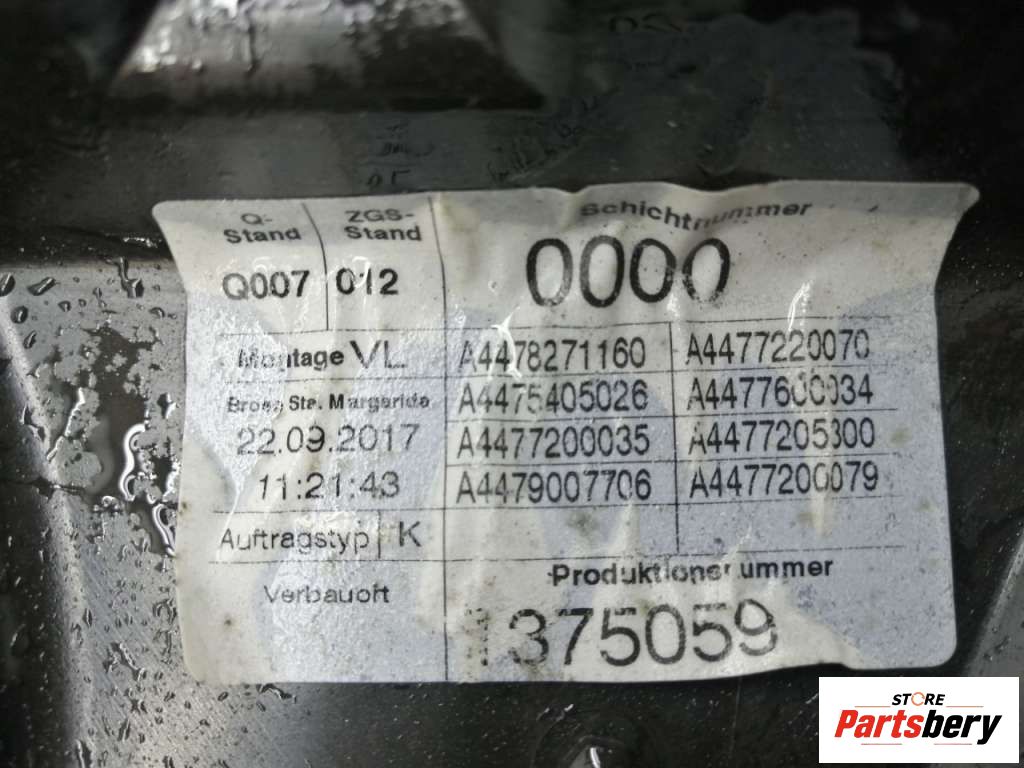 Q-Stand ZGS-Stand Schichtnummer
Q007 012 0000
Montage VL A4478271160 A4477220070
Brose Sta. Margarida A4475405026 A4477600034
22.09.2017 A4477200035 A4477205300
11:21:43 A4479007706 A4477200079
Auftragstyp K
Verbauort Produktionsnummer
1375059
STORE
Partsbery